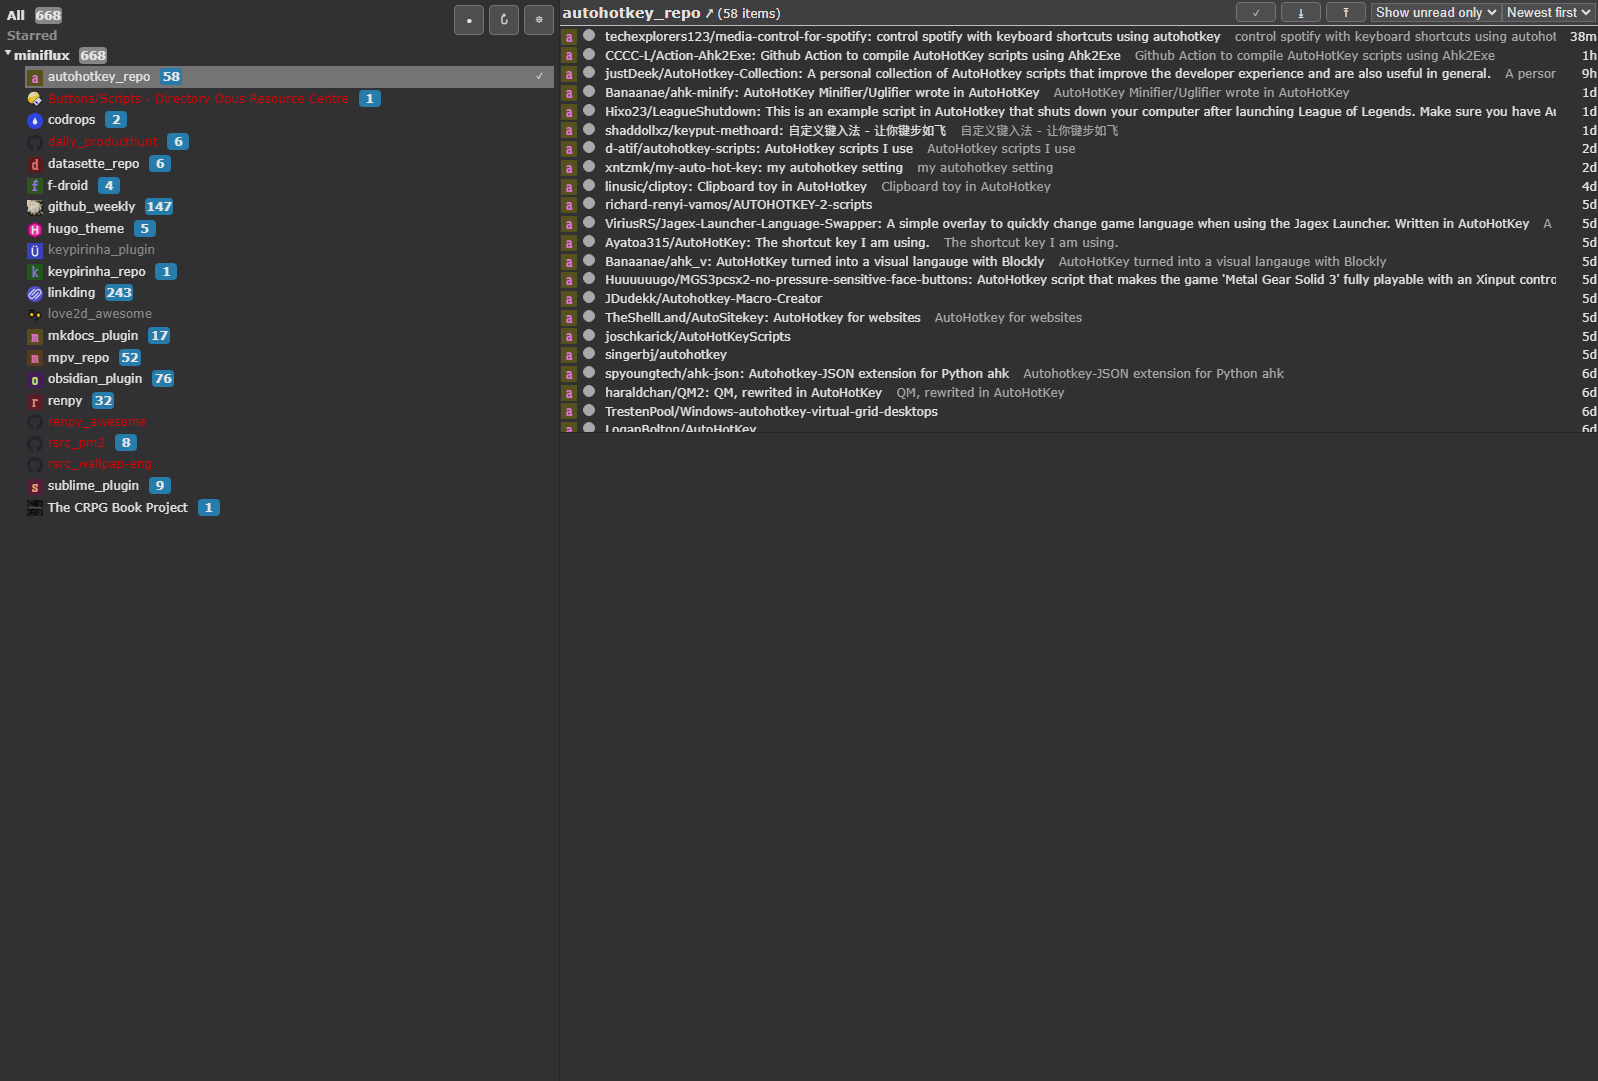 All 668
Starred
miniflux 668
autohotkey_repo 58 ✓
Buttons/Scripts - Directory Opus Resource Centre 1
codrops 2
daily_producthunt 6
d datasette_repo 6
f f-droid 4
github_weekly 147
hugo_theme 5
Ü keypirinha_plugin
k keypirinha_repo 1
linkding 243
love2d_awesome
m mkdocs_plugin 17
m mpv_repo 52
o obsidian_plugin 76
r renpy 32
renpy_awesome
rsrc_pm2 8
rsrc_wallpap-eng
s sublime_plugin 9
The CRPG Book Project 1
autohotkey_repo ↗ (58 items) ✓ Show unread only Newest first
a techexplorers123/media-control-for-spotify: control spotify with keyboard shortcuts using autohotkey control spotify with keyboard shortcuts using autohot 38m
a CCCC-L/Action-Ahk2Exe: Github Action to compile AutoHotKey scripts using Ahk2Exe Github Action to compile AutoHotKey scripts using Ahk2Exe 1h
a justDeek/AutoHotkey-Collection: A personal collection of AutoHotkey scripts that improve the developer experience and are also useful in general. A persor 9h
a Banaanae/ahk-minify: AutoHotKey Minifier/Uglifier wrote in AutoHotKey AutoHotKey Minifier/Uglifier wrote in AutoHotKey 1d
a Hixo23/LeagueShutdown: This is an example script in AutoHotkey that shuts down your computer after launching League of Legends. Make sure you have Au 1d
a shaddollxz/keyput-methoard: 自定义键入法 - 让你键步如飞 自定义键入法 - 让你键步如飞 1d
a d-atif/autohotkey-scripts: AutoHotkey scripts I use AutoHotkey scripts I use 2d
a xntzmk/my-auto-hot-key: my autohotkey setting my autohotkey setting 2d
a linusic/cliptoy: Clipboard toy in AutoHotkey Clipboard toy in AutoHotkey 4d
a richard-renyi-vamos/AUTOHOTKEY-2-scripts 5d
a ViriusRS/Jagex-Launcher-Language-Swapper: A simple overlay to quickly change game language when using the Jagex Launcher. Written in AutoHotKey A 5d
a Ayatoa315/AutoHotKey: The shortcut key I am using. The shortcut key I am using. 5d
a Banaanae/ahk_v: AutoHotKey turned into a visual langauge with Blockly AutoHotKey turned into a visual langauge with Blockly 5d
a Huuuuuugo/MGS3pcsx2-no-pressure-sensitive-face-buttons: AutoHotkey script that makes the game 'Metal Gear Solid 3' fully playable with an Xinput contro 5d
a JDudekk/Autohotkey-Macro-Creator 5d
a TheShellLand/AutoSitekey: AutoHotkey for websites AutoHotkey for websites 5d
a joschkarick/AutoHotKeyScripts 5d
a singerbj/autohotkey 5d
a spyoungtech/ahk-json: Autohotkey-JSON extension for Python ahk Autohotkey-JSON extension for Python ahk 6d
a haraldchan/QM2: QM, rewrited in AutoHotKey QM, rewrited in AutoHotKey 6d
a TrestenPool/Windows-autohotkey-virtual-grid-desktops 6d
a LoganBolton/AutoHotKey 6d